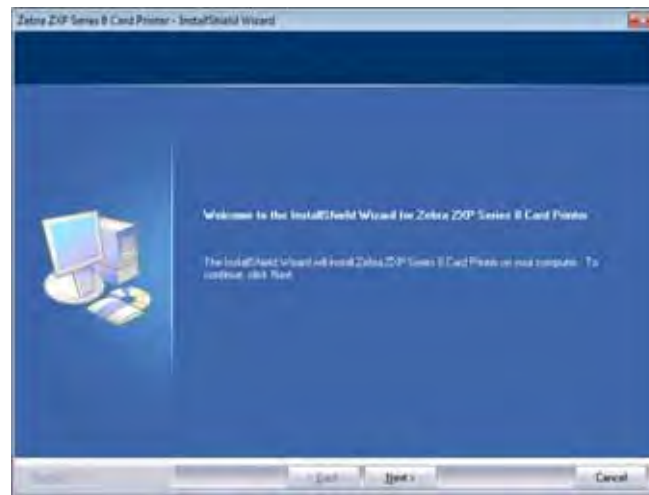 Zebra ZXP Series 8 Card Printer - InstallShield Wizard
Welcome to the InstallShield Wizard for Zebra ZXP Series 8 Card Printer
The InstallShield Wizard will install Zebra ZXP Series 8 Card Printer on your computer. To
continue, click Next.
< Back
Next >
Cancel